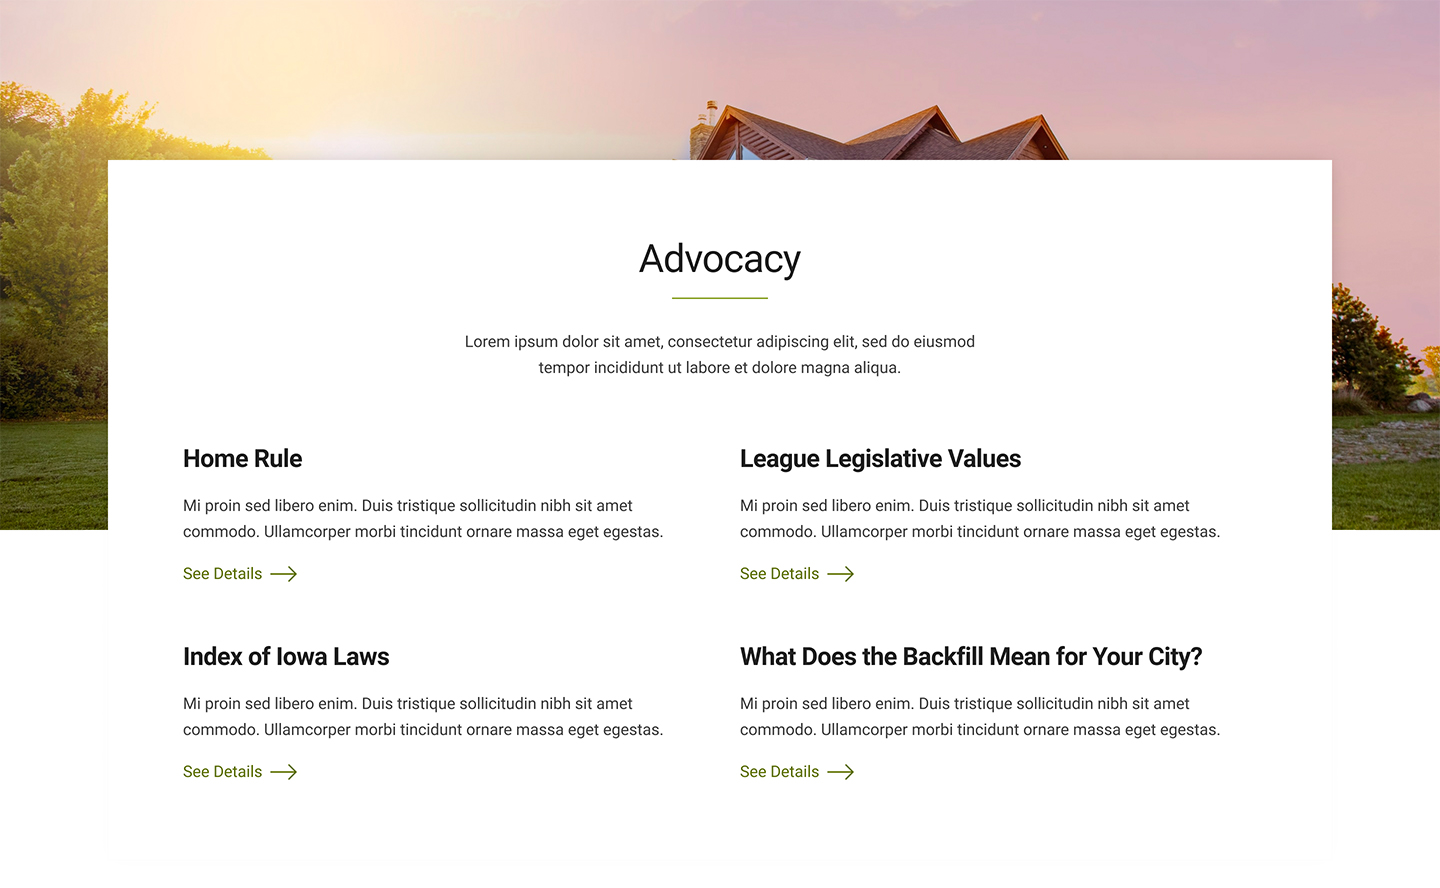 Advocacy
Lorem ipsum dolor sit amet, consectetur adipiscing elit, sed do eiusmod
tempor incididunt ut labore et dolore magna aliqua.
Home Rule
Mi proin sed libero enim. Duis tristique sollicitudin nibh sit amet
commodo. Ullamcorper morbi tincidunt ornare massa eget egestas.
See Details
League Legislative Values
Mi proin sed libero enim. Duis tristique sollicitudin nibh sit amet
commodo. Ullamcorper morbi tincidunt ornare massa eget egestas.
See Details
Index of Iowa Laws
Mi proin sed libero enim. Duis tristique sollicitudin nibh sit amet
commodo. Ullamcorper morbi tincidunt ornare massa eget egestas.
See Details
What Does the Backfill Mean for Your City?
Mi proin sed libero enim. Duis tristique sollicitudin nibh sit amet
commodo. Ullamcorper morbi tincidunt ornare massa eget egestas.
See Details